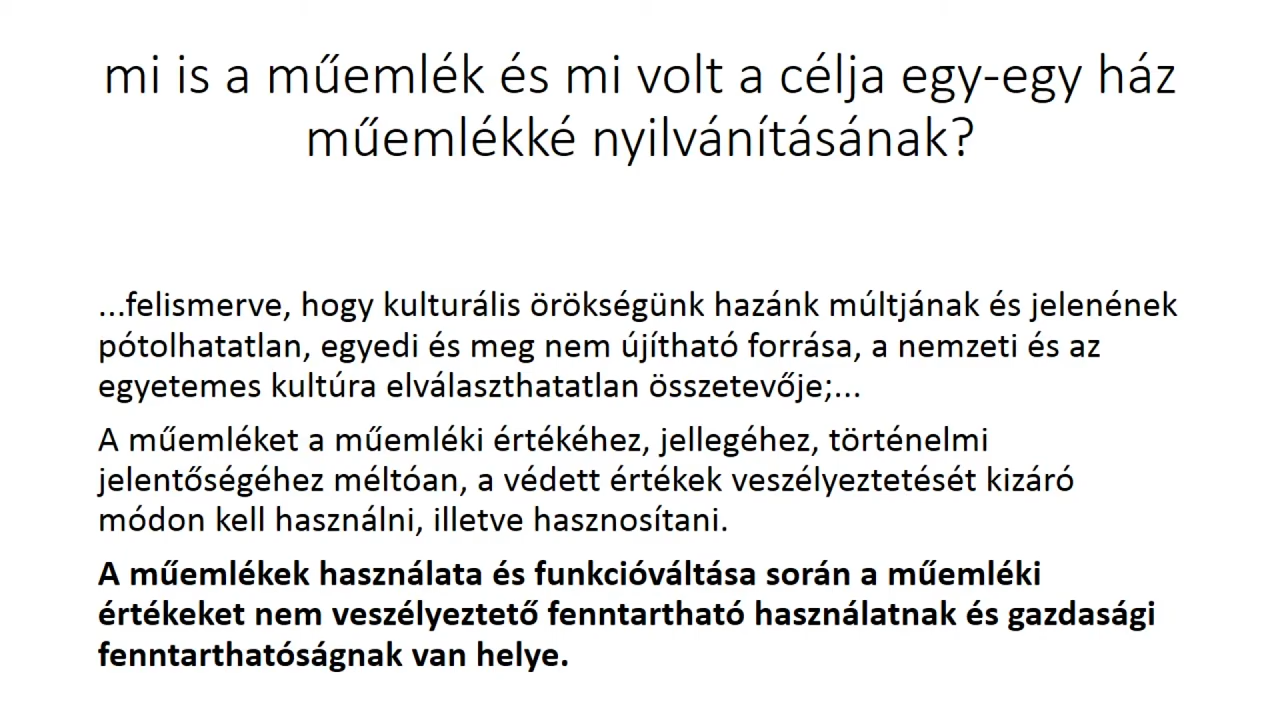 mi is a műemlék és mi volt a célja egy-egy ház
műemlékké nyilvánításának?
...felismerve, hogy kulturális örökségünk hazánk múltjának és jelenének
pótolhatatlan, egyedi és meg nem újítható forrása, a nemzeti és az
egyetemes kultúra elválaszthatatlan összetevője;...
A műemléket a műemléki értékéhez, jellegéhez, történelmi
jelentőségéhez méltóan, a védett értékek veszélyeztetését kizáró
módon kell használni, illetve hasznosítani.
A műemlékek használata és funkcióváltása során a műemléki
értékeket nem veszélyeztető fenntartható használatnak és gazdasági
fenntarthatóságnak van helye.